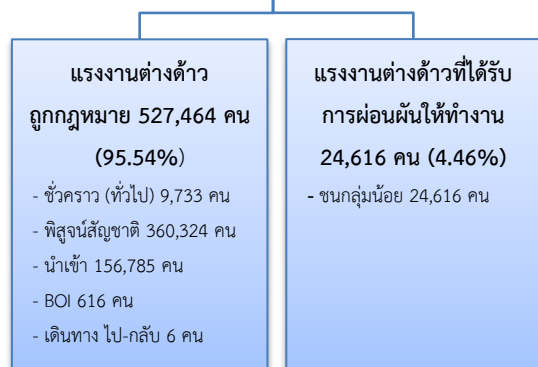 แรงงานต่างด้าว
ถูกกฎหมาย 527,464 คน
(95.54%)
- ชั่วคราว (ทั่วไป) 9,733 คน
- พิสูจน์สัญชาติ 360,324 คน
- นำเข้า 156,785 คน
- BOI 616 คน
- เดินทาง ไป-กลับ 6 คน
แรงงานต่างด้าวที่ได้รับ
การผ่อนผันให้ทำงาน
24,616 คน (4.46%)
- ชนกลุ่มน้อย 24,616 คน